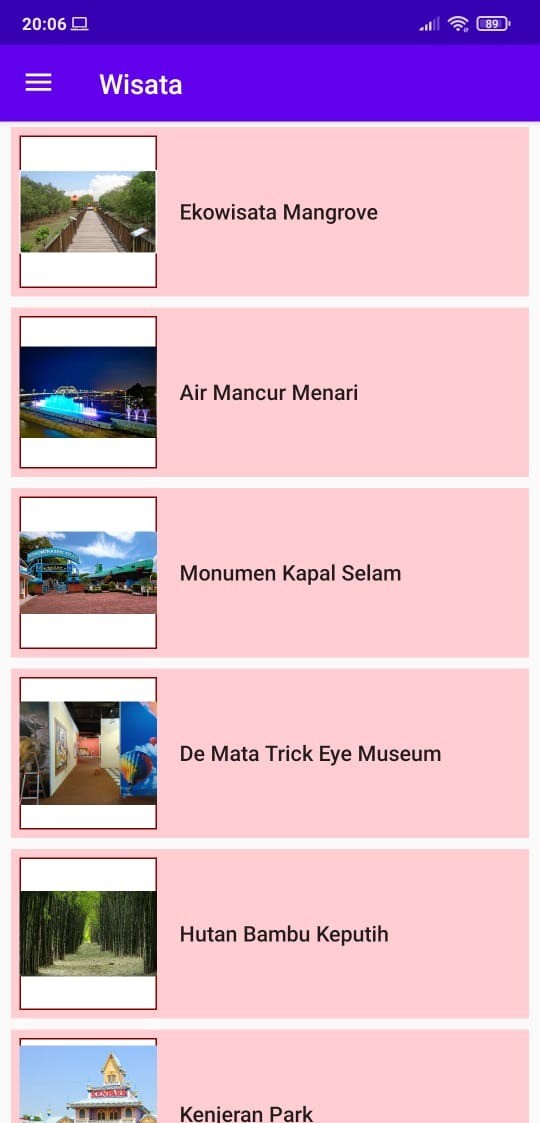 20:06
89
Wisata
Ekowisata Mangrove
Air Mancur Menari
Monumen Kapal Selam
De Mata Trick Eye Museum
Hutan Bambu Keputih
KENPARK
Kenjeran Park